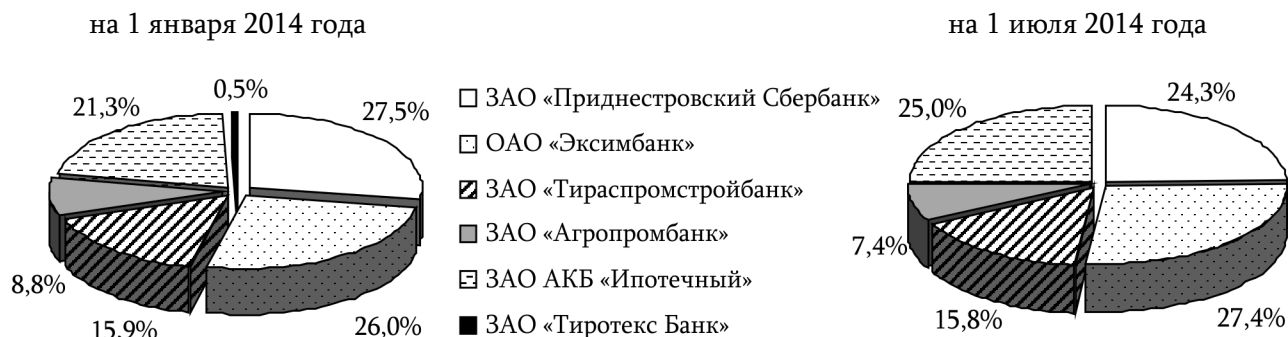 на 1 января 2014 года
21,3%
0,5%
27,5%
8,8%
15,9%
26,0%
ЗАО «Приднестровский Сбербанк»
ОАО «Эксимбанк»
ЗАО «Тираспромстройбанк»
ЗАО «Агропромбанк»
ЗАО АКБ «Ипотечный»
ЗАО «Тиротекс Банк»
на 1 июля 2014 года
25,0%
24,3%
7,4%
15,8%
27,4%